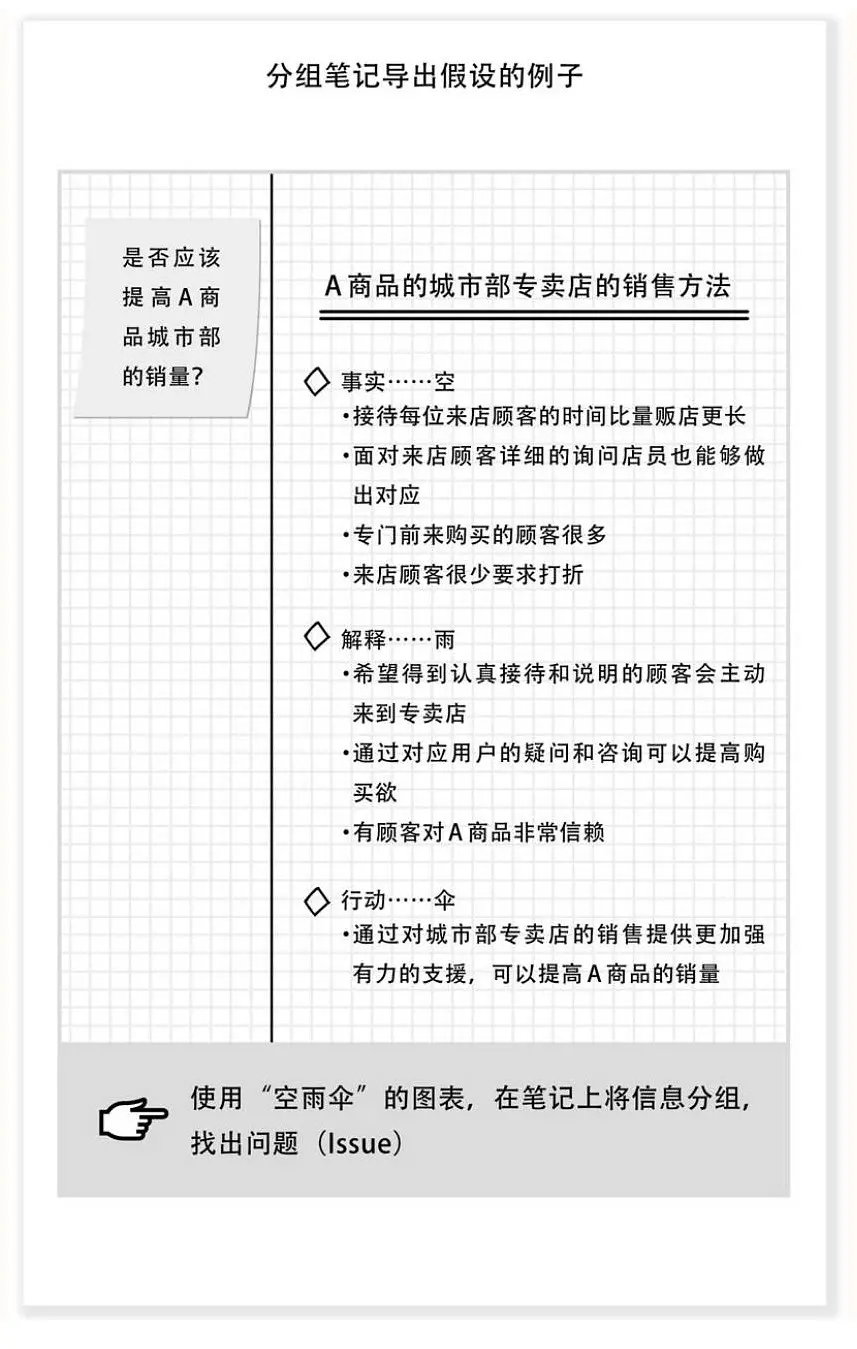 分组笔记导出假设的例子
是否应该
提高A商
品城市部
的销量？
A商品的城市部专卖店的销售方法
◇ 事实……空
•接待每位来店顾客的时间比量贩店更长
•面对来店顾客详细的询问店员也能够做
出对应
•专门前来购买的顾客很多
•来店顾客很少要求打折
◇ 解释……雨
•希望得到认真接待和说明的顾客会主动
来到专卖店
•通过对应用户的疑问和咨询可以提高购
买欲
•有顾客对A商品非常信赖
◇ 行动……伞
•通过对城市部专卖店的销售提供更加强
有力的支援，可以提高A商品的销量
使用“空雨伞”的图表，在笔记上将信息分组，
找出问题（Issue）